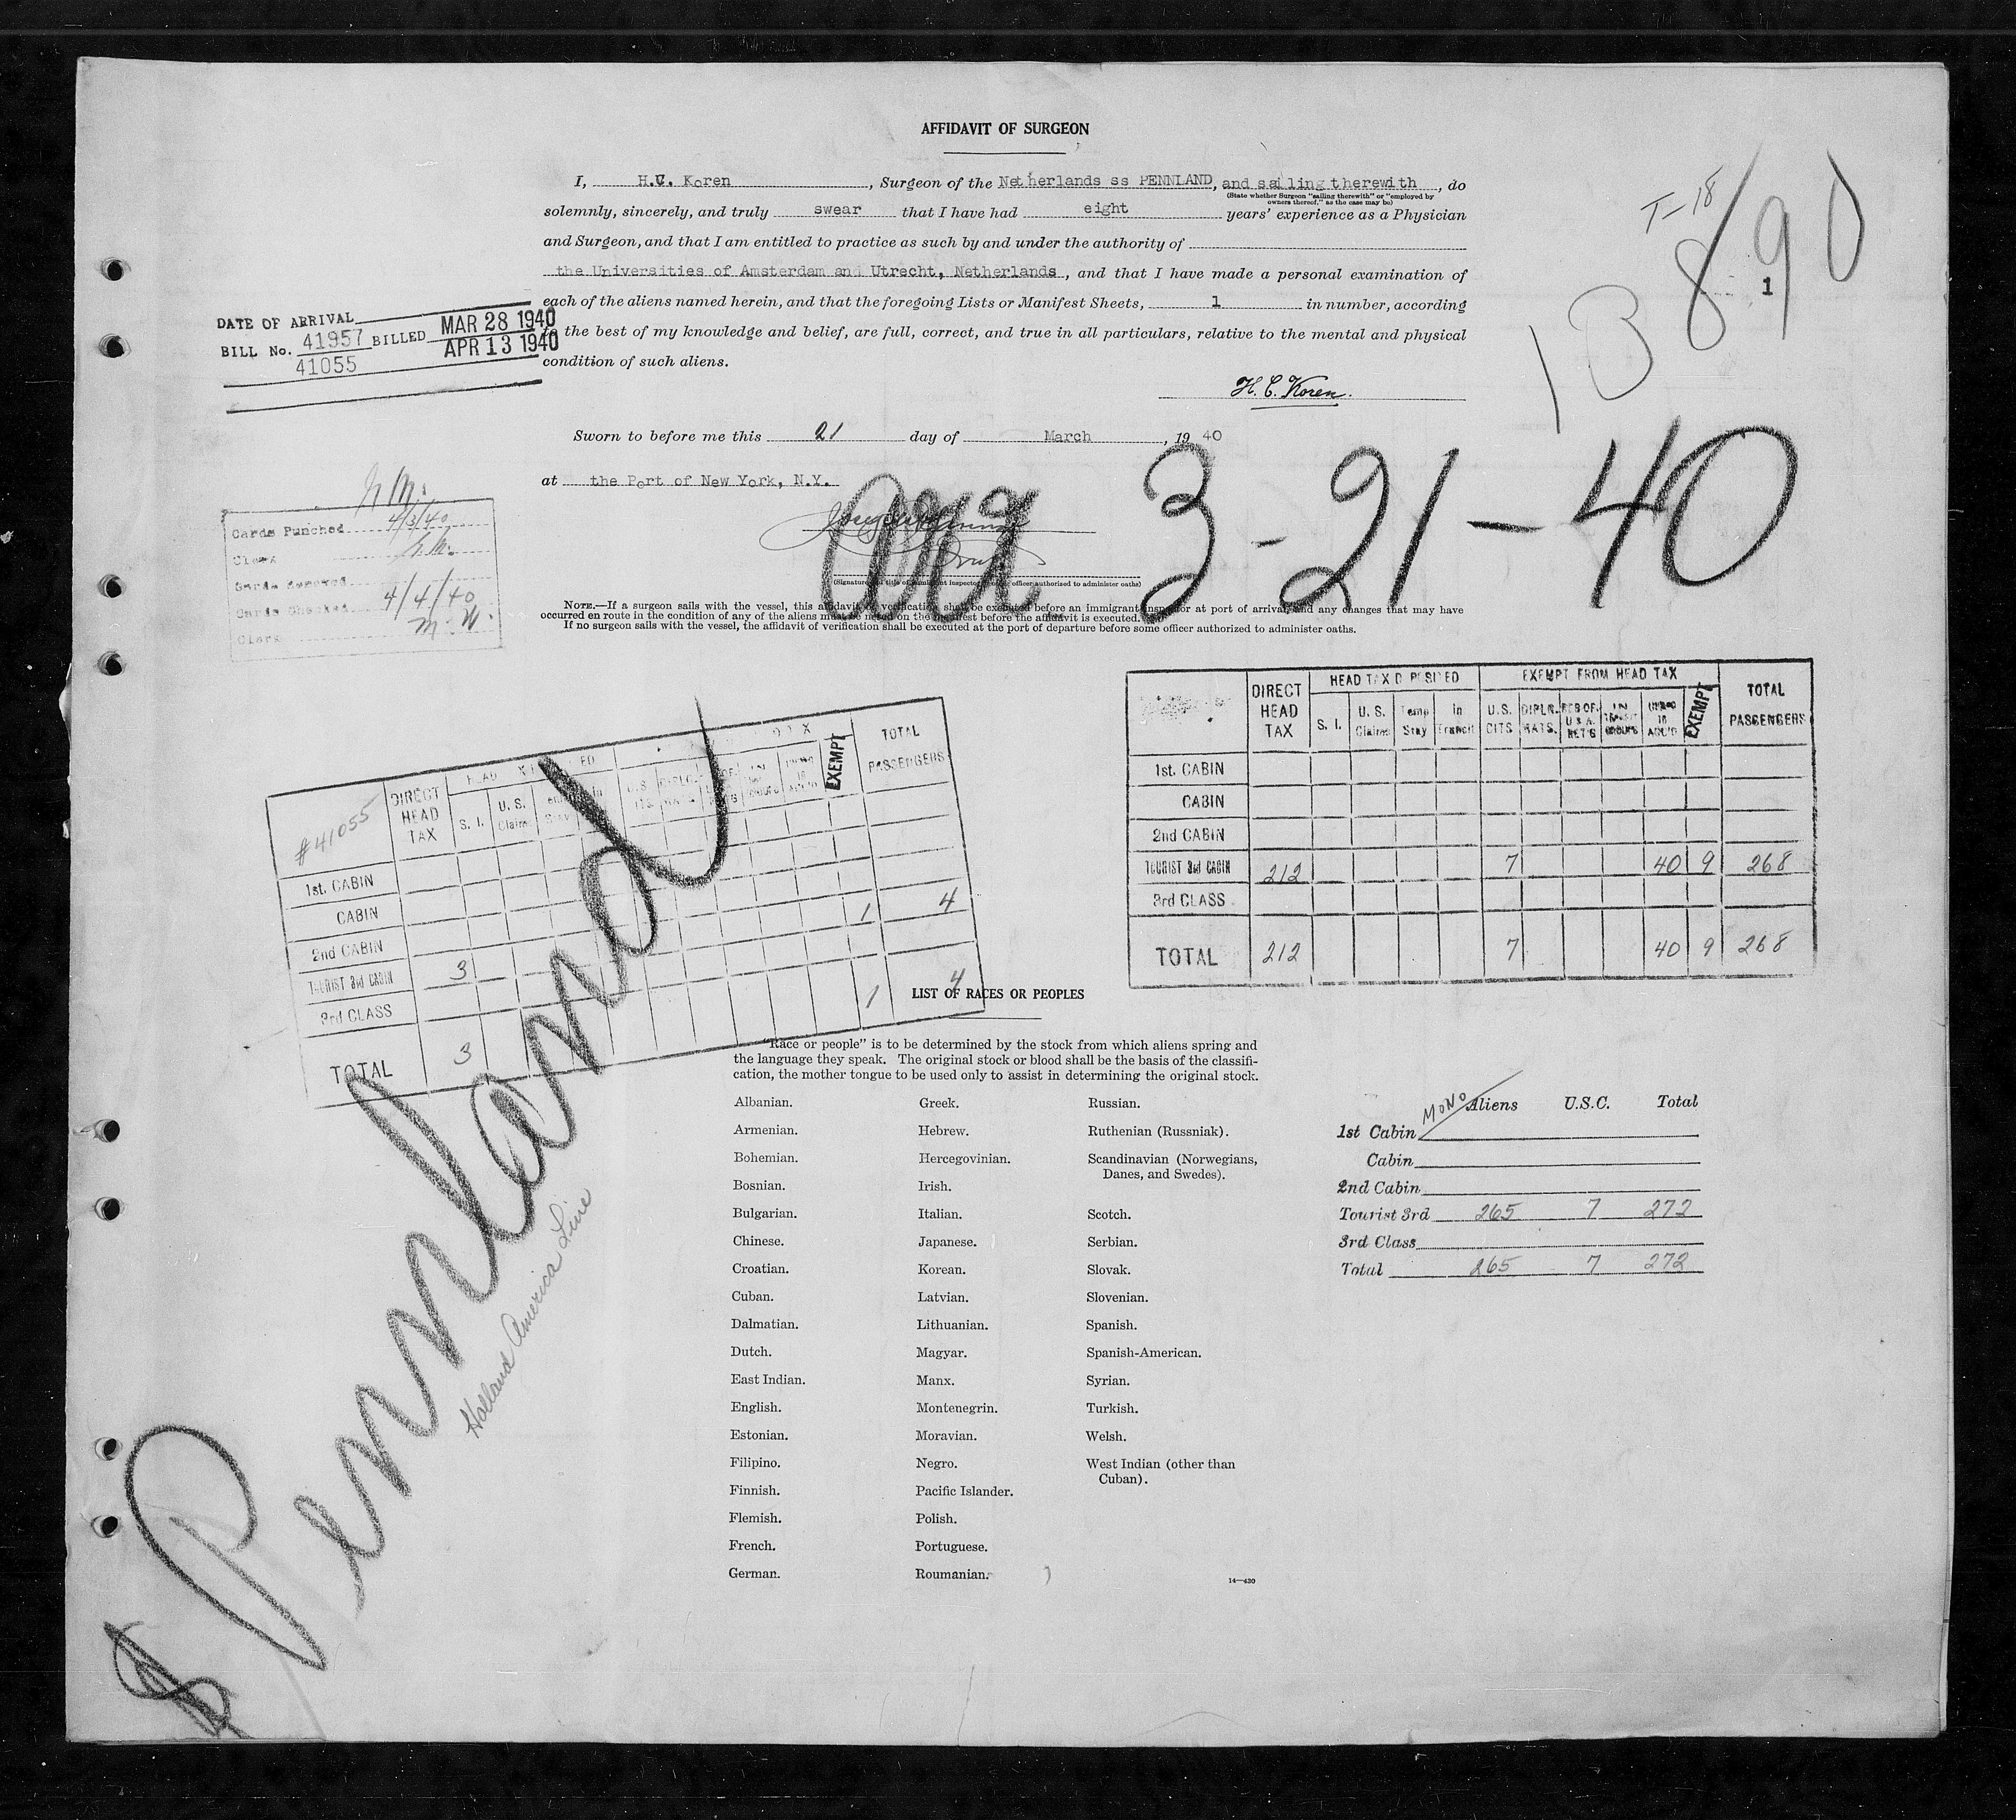 AFFIDAVIT OF SURGEON
I, H.C. Koren, Surgeon of the Netherlands ss PENNLAND, and sailing therewith, do
(State whether Surgeon "sailing therewith" or "employed by
owners thereof," as the case may be)
solemnly, sincerely, and truly swear that I have had eight years' experience as a Physician
and Surgeon, and that I am entitled to practice as such by and under the authority of
the Universities of Amsterdam and Utrecht, Netherlands, and that I have made a personal examination of
each of the aliens named herein, and that the foregoing Lists or Manifest Sheets, 1 in number, according
to the best of my knowledge and belief, are full, correct, and true in all particulars, relative to the mental and physical
condition of such aliens.
H. C. Koren.
T-18
890
1
13
DATE OF ARRIVAL
BILL No. 41957 BILLED MAR 28 1940
41055 APR 13 1940
Sworn to before me this 21 day of March, 1940
at the Port of New York, N.Y.
3-21-40
Cards Punched 4/3/40
Clerk
Cards Checked 4/4/40
Clerk
NOTE.—If a surgeon sails with the vessel, this affidavit of verification shall be executed before an immigrant inspector at port of arrival, and any changes that may have
occurred en route in the condition of any of the aliens must be noted on the manifest before the affidavit is executed.
If no surgeon sails with the vessel, the affidavit of verification shall be executed at the port of departure before some officer authorized to administer oaths.
#41055 DIRECT HEAD TAX S. I. U. S. Claims EXEMPT TOTAL PASSENGERS
1st. CABIN
CABIN
2nd CABIN
TOURIST 3rd CABIN 3 1 4
3rd CLASS
TOTAL 3 1 4
DIRECT HEAD TAX HEAD TAX DEPOSITED EXEMPT FROM HEAD TAX TOTAL PASSENGERS
S. I. U. S. Claims Temp Stay in Transit U.S. CITS DIPLO. MATS. RES OF U.S.A. RET'G IN TRANSIT GROUPS EXEMPT
1st. CABIN
CABIN
2nd CABIN
TOURIST 3rd CABIN 212 7 40 9 268
3rd CLASS
TOTAL 212 7 40 9 268
Pennland
Holland America Line
LIST OF RACES OR PEOPLES
"Race or people" is to be determined by the stock from which aliens spring and
the language they speak. The original stock or blood shall be the basis of the classifi-
cation, the mother tongue to be used only to assist in determining the original stock.
Albanian.
Armenian.
Bohemian.
Bosnian.
Bulgarian.
Chinese.
Croatian.
Cuban.
Dalmatian.
Dutch.
East Indian.
English.
Estonian.
Filipino.
Finnish.
Flemish.
French.
German.
Greek.
Hebrew.
Hercegovinian.
Irish.
Italian.
Japanese.
Korean.
Latvian.
Lithuanian.
Magyar.
Manx.
Montenegrin.
Moravian.
Negro.
Pacific Islander.
Polish.
Portuguese.
Roumanian.
Russian.
Ruthenian (Russniak).
Scandinavian (Norwegians,
Danes, and Swedes).
Scotch.
Serbian.
Slovak.
Slovenian.
Spanish.
Spanish-American.
Syrian.
Turkish.
Welsh.
West Indian (other than
Cuban).
14—430
MONO Aliens U.S.C. Total
1st Cabin
Cabin
2nd Cabin
Tourist 3rd 265 7 272
3rd Class
Total 265 7 272